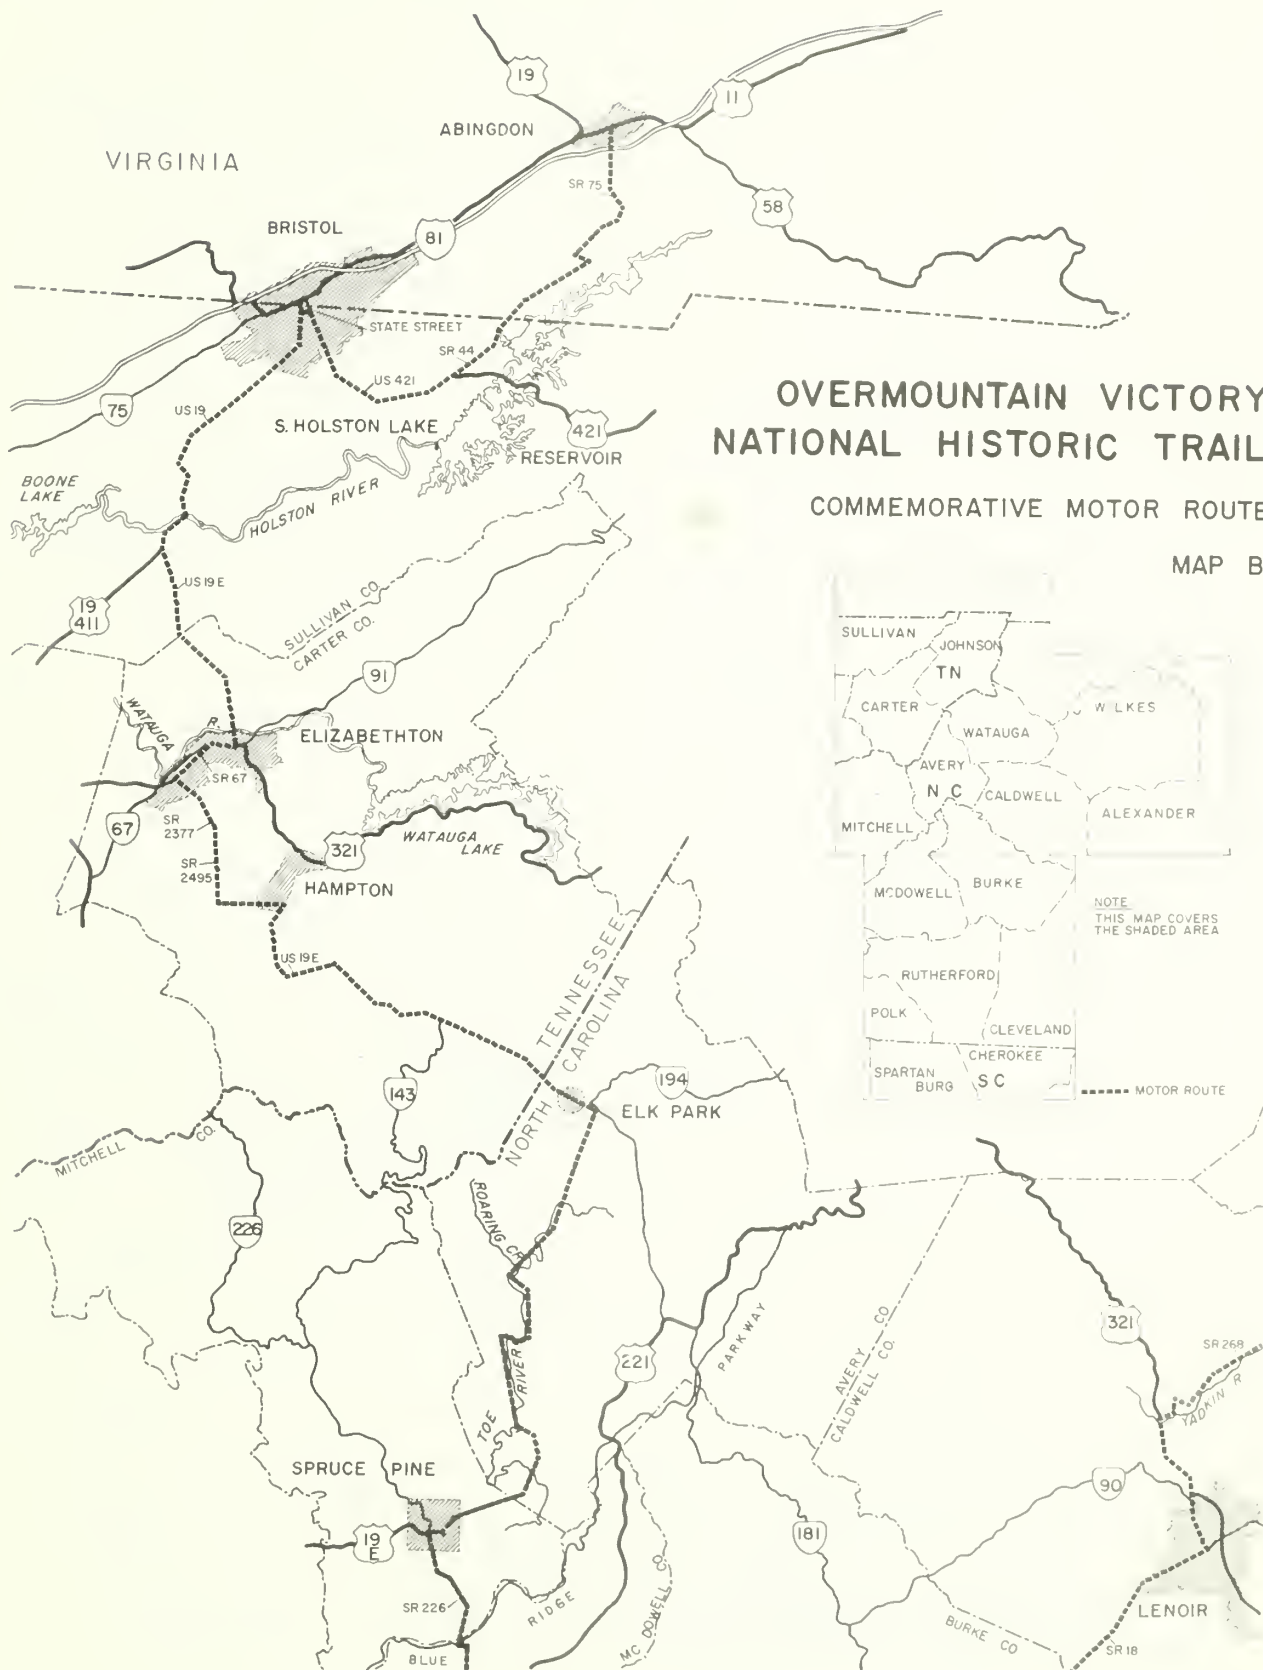 19
11
ABINGDON
VIRGINIA
SR 75
58
BRISTOL
81
STATE STREET
SR 44
US 421
75
US 19
S. HOLSTON LAKE
421
RESERVOIR
OVERMOUNTAIN VICTORY
NATIONAL HISTORIC TRAIL
COMMEMORATIVE MOTOR ROUTE
MAP B
BOONE
LAKE
HOLSTON RIVER
US 19E
19
411
SULLIVAN CO.
CARTER CO.
91
WATAUGA
R.
ELIZABETHTON
SR 67
67
SR
2377
321
WATAUGA
LAKE
SR
2495
HAMPTON
US 19E
TENNESSEE
NORTH CAROLINA
SULLIVAN
JOHNSON
TN
CARTER
WILKES
WATAUGA
AVERY
N C
CALDWELL
ALEXANDER
MITCHELL
MCDOWELL
BURKE
NOTE
THIS MAP COVERS
THE SHADED AREA
RUTHERFORD
POLK
CLEVELAND
CHEROKEE
SPARTAN
BURG
S C
MOTOR ROUTE
143
194
ELK PARK
MITCHELL CO.
226
ROARING CR.
321
SR 268
YADKIN R
PARKWAY
221
AVERY CO
CALDWELL CO.
TOE RIVER
SPRUCE PINE
90
19
E
181
SR 226
RIDGE
BLUE
MC DOWELL CO
BURKE CO
LENOIR
SR 18